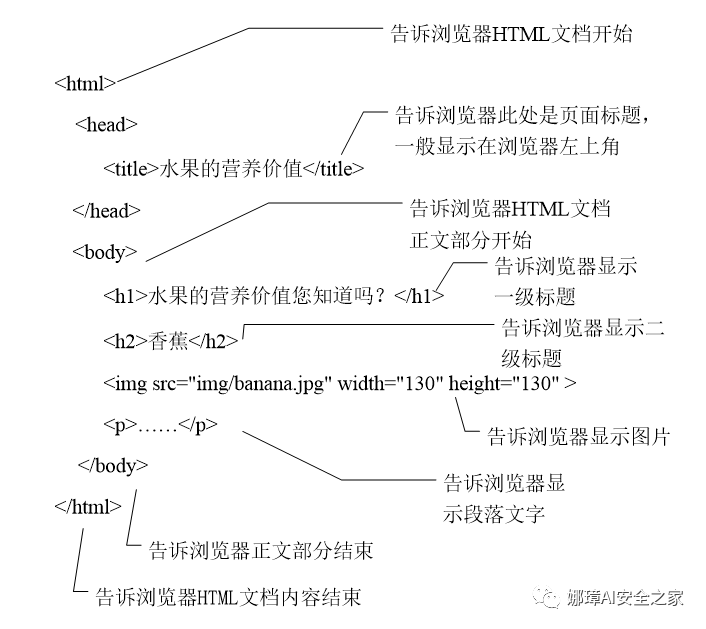 告诉浏览器HTML文档开始
<html>
<head>
告诉浏览器此处是页面标题，
一般显示在浏览器左上角
<title>水果的营养价值</title>
</head>
告诉浏览器HTML文档
正文部分开始
<body>
告诉浏览器显示
一级标题
<h1>水果的营养价值您知道吗？</h1>
告诉浏览器显示二
级标题
<h2>香蕉</h2>
<img src="img/banana.jpg" width="130" height="130" >
<p>……</p>
告诉浏览器显示图片
</body>
告诉浏览器显
示段落文字
</html>
告诉浏览器正文部分结束
告诉浏览器HTML文档内容结束
娜璋AI安全之家